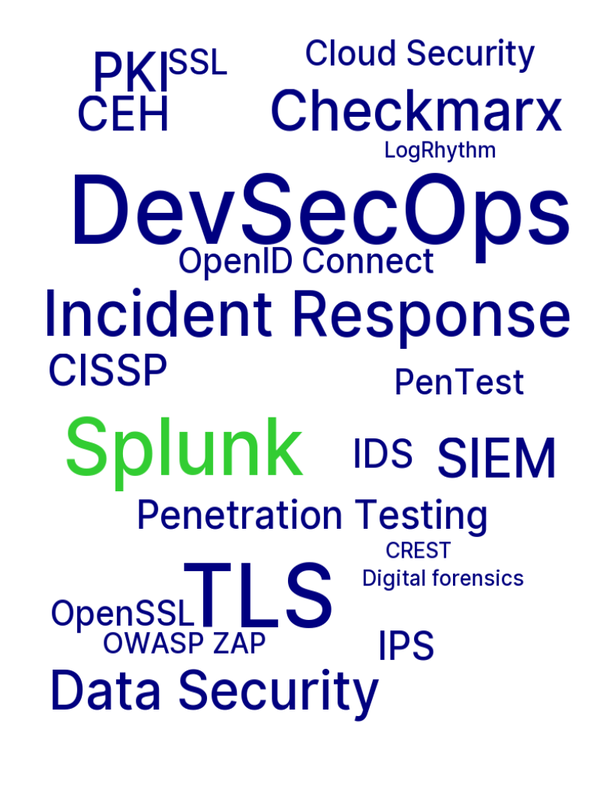 PKI
SSL
Cloud Security
CEH
Checkmarx
LogRhythm
DevSecOps
OpenID Connect
Incident Response
CISSP
PenTest
Splunk
IDS
SIEM
Penetration Testing
CREST
Digital forensics
TLS
OpenSSL
OWASP ZAP
IPS
Data Security